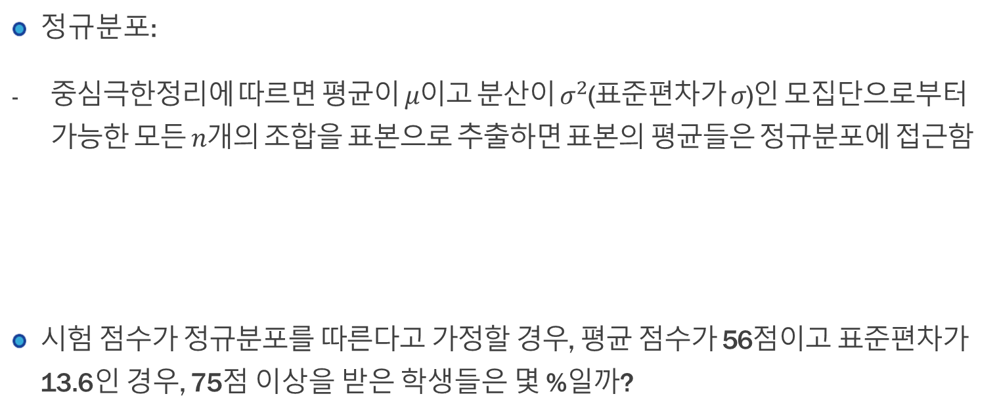 정규분포:
- 중심극한정리에 따르면 평균이 μ이고 분산이 σ²(표준편차가 σ)인 모집단으로부터
가능한 모든 n개의 조합을 표본으로 추출하면 표본의 평균들은 정규분포에 접근함
시험 점수가 정규분포를 따른다고 가정할 경우, 평균 점수가 56점이고 표준편차가
13.6인 경우, 75점 이상을 받은 학생들은 몇 %일까?